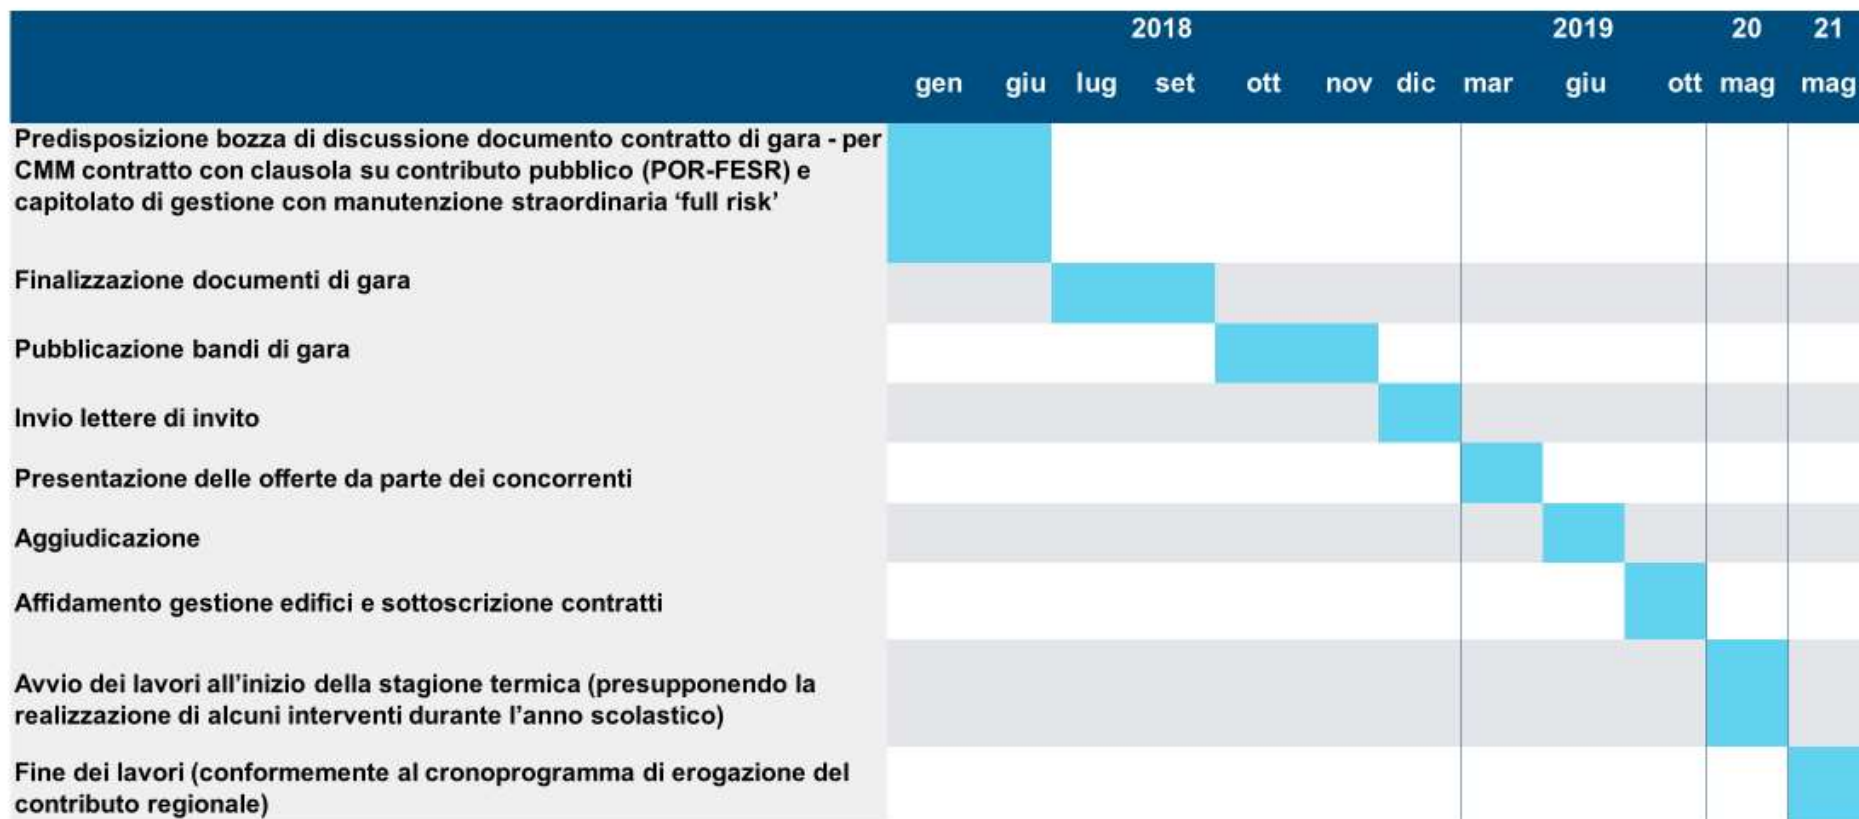 2018 2019 20 21
gen giu lug set ott nov dic mar giu ott mag mag
Predisposizione bozza di discussione documento contratto di gara - per
CMM contratto con clausola su contributo pubblico (POR-FESR) e
capitolato di gestione con manutenzione straordinaria ‘full risk’
Finalizzazione documenti di gara
Pubblicazione bandi di gara
Invio lettere di invito
Presentazione delle offerte da parte dei concorrenti
Aggiudicazione
Affidamento gestione edifici e sottoscrizione contratti
Avvio dei lavori all’inizio della stagione termica (presupponendo la
realizzazione di alcuni interventi durante l’anno scolastico)
Fine dei lavori (conformemente al cronoprogramma di erogazione del
contributo regionale)